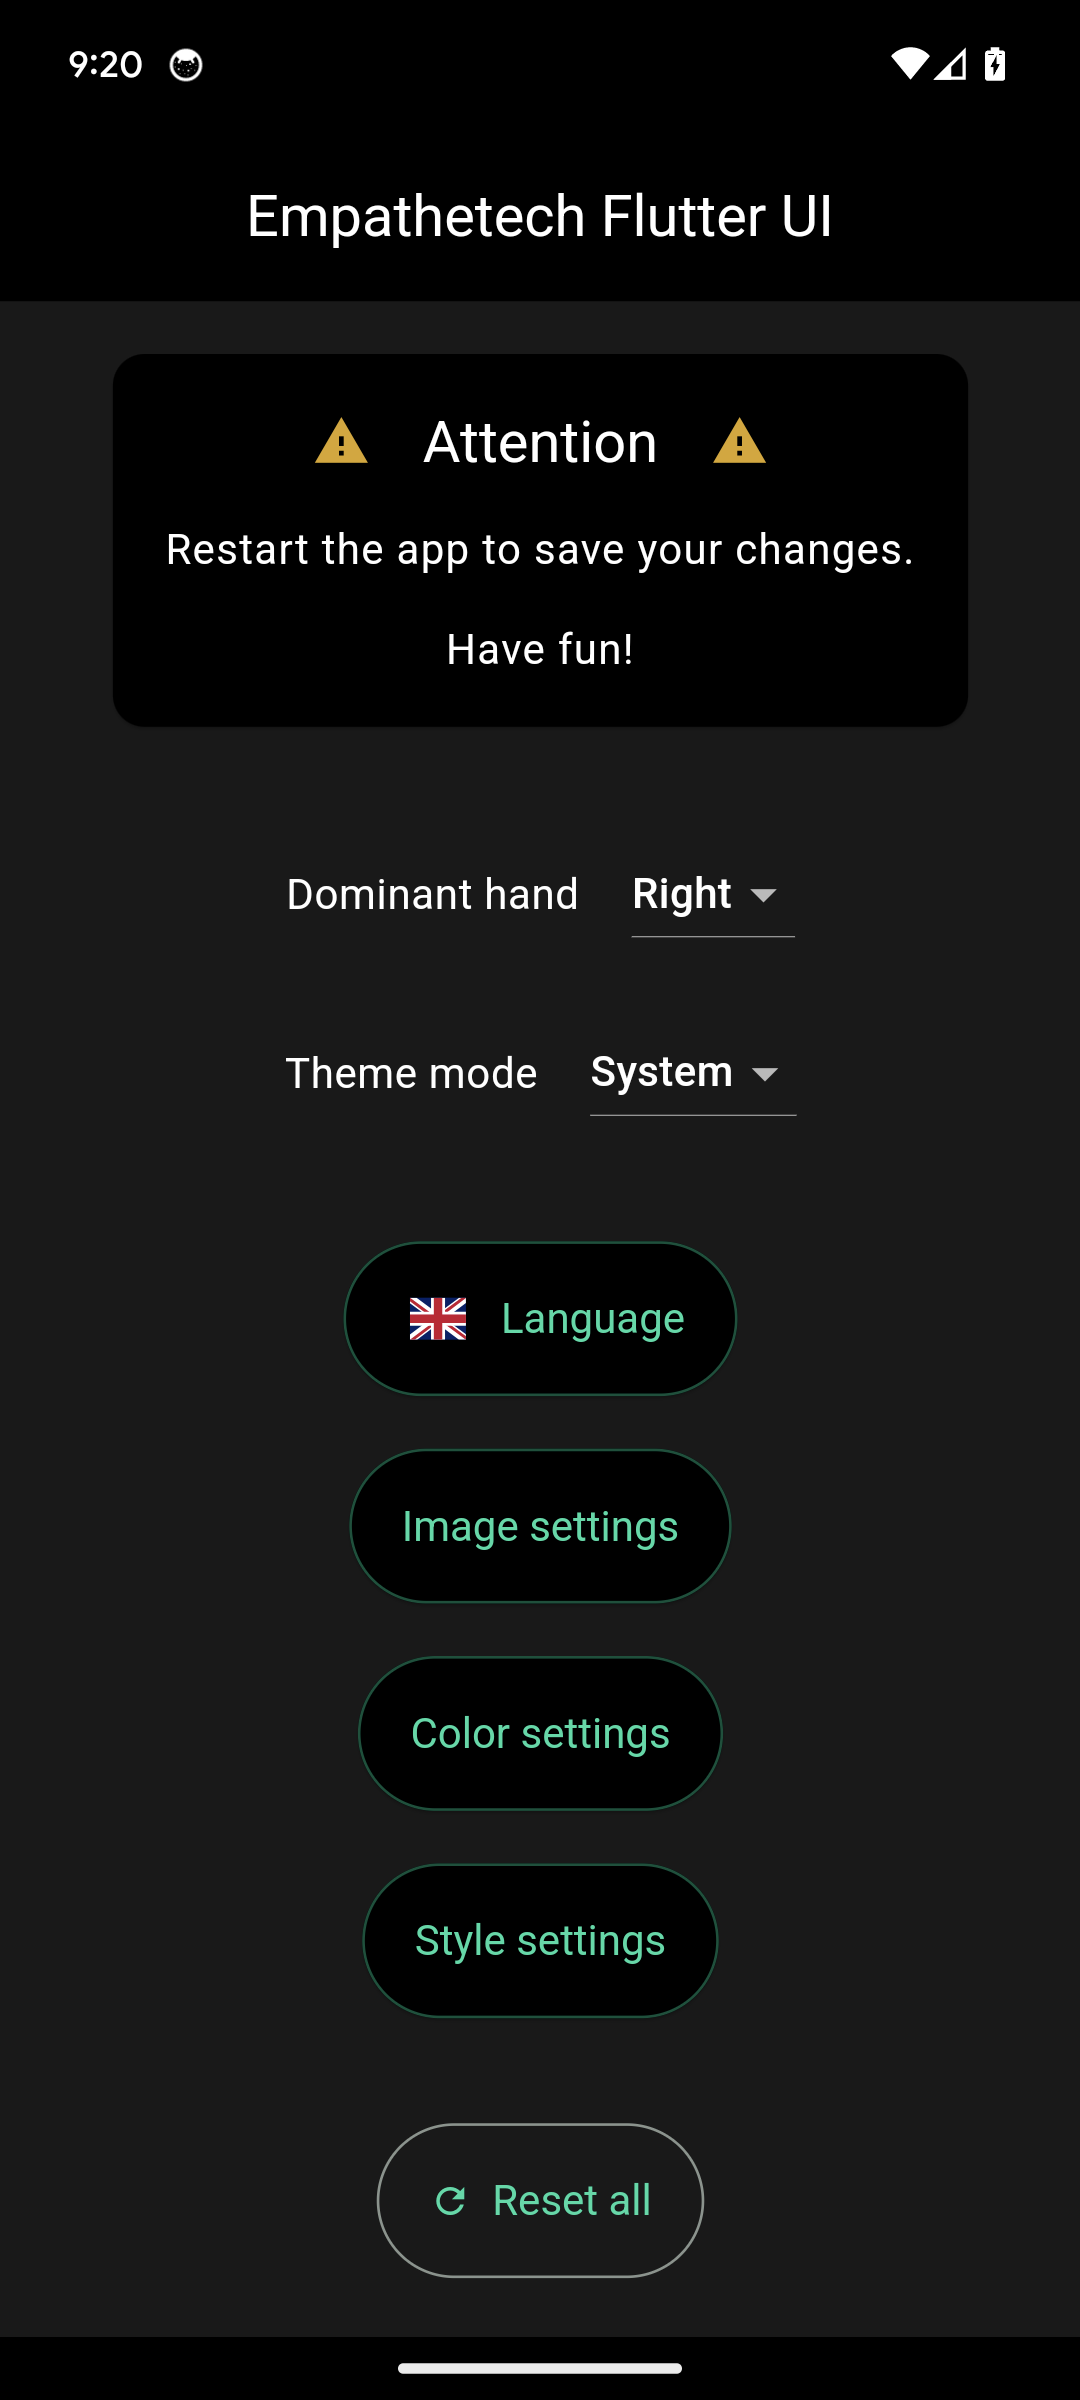 9:20
Empathetech Flutter UI
Attention
Restart the app to save your changes.
Have fun!
Dominant hand Right
Theme mode System
Language
Image settings
Color settings
Style settings
Reset all